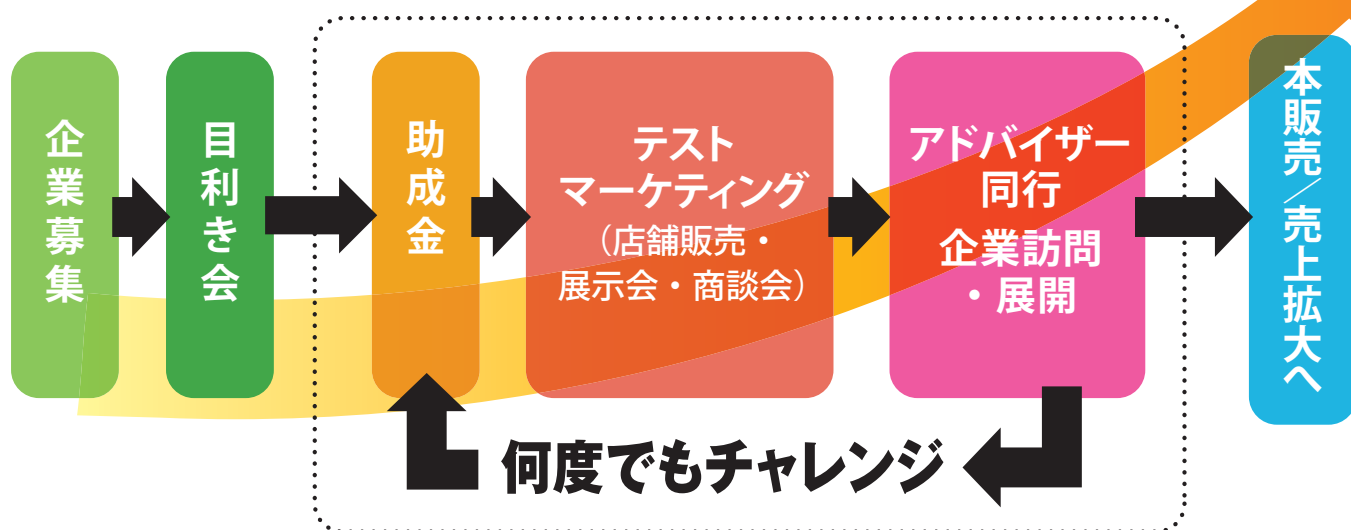 企業募集
目利き会
助成金
テスト
マーケティング
（店舗販売・
展示会・商談会）
アドバイザー
同行
企業訪問
・展開
本販売／売上拡大へ
何度でもチャレンジ